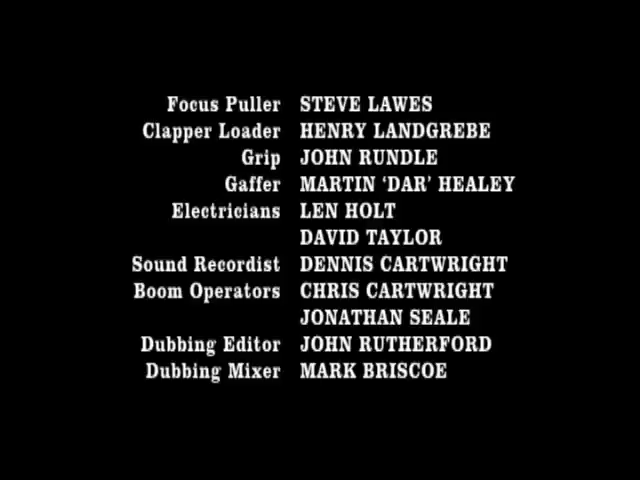 Focus Puller STEVE LAWES
Clapper Loader HENRY LANDGREBE
Grip JOHN RUNDLE
Gaffer MARTIN ‘DAR’ HEALEY
Electricians LEN HOLT
DAVID TAYLOR
Sound Recordist DENNIS CARTWRIGHT
Boom Operators CHRIS CARTWRIGHT
JONATHAN SEALE
Dubbing Editor JOHN RUTHERFORD
Dubbing Mixer MARK BRISCOE